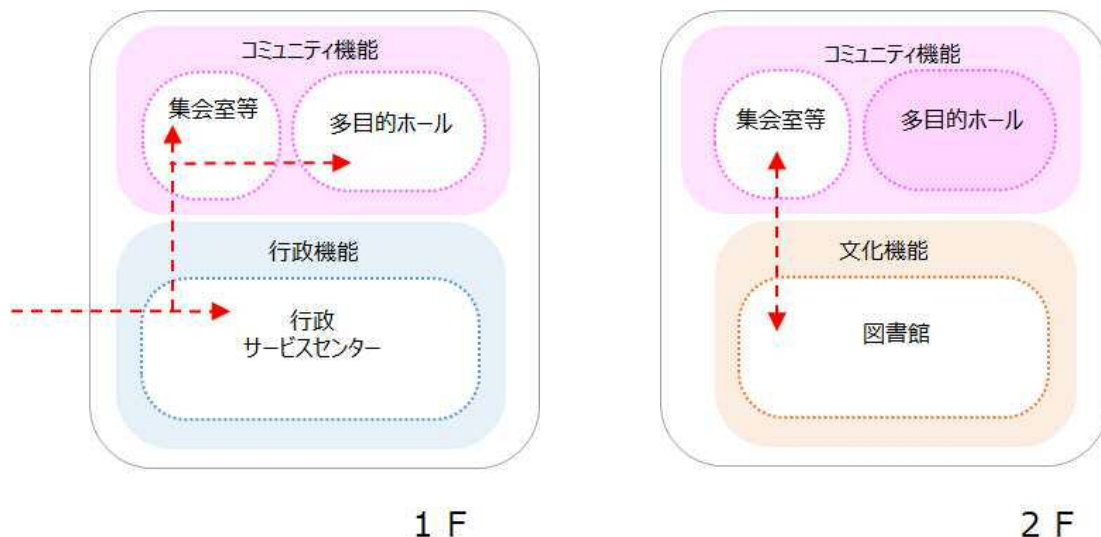 コミュニティ機能
集会室等
多目的ホール
行政機能
行政
サービスセンター
1 F
コミュニティ機能
集会室等
多目的ホール
文化機能
図書館
2 F